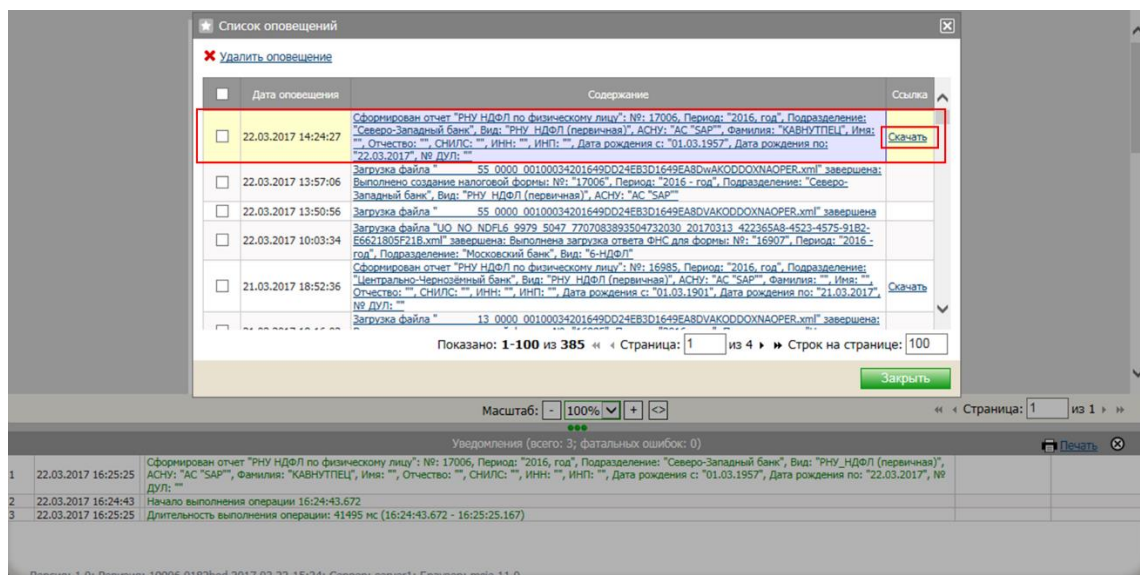 Список оповещений
Удалить оповещение
Дата оповещения Содержание Ссылка
Сформирован отчет "РНУ НДФЛ по физическому лицу": №: 17006, Период: "2016, год", Подразделение:
"Северо-Западный банк", Вид: "РНУ_НДФЛ (первичная)", АСНУ: "АС "SAP"", Фамилия: "КАВНУТПЕЦ", Имя:
22.03.2017 14:24:27 "", Отчество: "", СНИЛС: "", ИНН: "", ИНП: "", Дата рождения с: "01.03.1957", Дата рождения по: Скачать
"22.03.2017", № ДУЛ: ""
Загрузка файла " 55_0000_00100034201649DD24EB3D1649EA8DwAKODDOXNAOPER.xml" завершена:
22.03.2017 13:57:06 Выполнено создание налоговой формы: №: "17006", Период: "2016 - год", Подразделение: "Северо-
Западный банк", Вид: "РНУ_НДФЛ (первичная)", АСНУ: "АС "SAP""
22.03.2017 13:50:56 Загрузка файла " 55_0000_00100034201649DD24EB3D1649EA8DVAKODDOXNAOPER.xml" завершена
Загрузка файла "UO_NO_NDFL6_9979_5047_7707083893504732030_20170313_422365A8-4523-4575-91B2-
22.03.2017 10:03:34 E6621805F21B.xml" завершена: Выполнена загрузка ответа ФНС для формы: №: "16907", Период: "2016 -
год", Подразделение: "Московский банк", Вид: "6-НДФЛ"
Сформирован отчет "РНУ НДФЛ по физическому лицу": №: 16985, Период: "2016, год", Подразделение:
"Центрально-Чернозёмный банк", Вид: "РНУ_НДФЛ (первичная)", АСНУ: "АС "SAP"", Фамилия: "", Имя: "",
21.03.2017 18:52:36 Отчество: "", СНИЛС: "", ИНН: "", ИНП: "", Дата рождения с: "01.03.1901", Дата рождения по: "21.03.2017", Скачать
№ ДУЛ: ""
Загрузка файла " 13_0000_00100034201649DD24EB3D1649EA8DVAKODDOXNAOPER.xml" завершена:
Показано: 1-100 из 385 Страница: 1 из 4 Строк на странице: 100
Закрыть
Масштаб: - 100% + <> Страница: 1 из 1
Уведомления (всего: 3; фатальных ошибок: 0) Печать
Сформирован отчет "РНУ НДФЛ по физическому лицу": №: 17006, Период: "2016, год", Подразделение: "Северо-Западный банк", Вид: "РНУ_НДФЛ (первичная)",
1 22.03.2017 16:25:25 АСНУ: "АС "SAP"", Фамилия: "КАВНУТПЕЦ", Имя: "", Отчество: "", СНИЛС: "", ИНН: "", ИНП: "", Дата рождения с: "01.03.1957", Дата рождения по: "22.03.2017", №
ДУЛ: ""
2 22.03.2017 16:24:43 Начало выполнения операции 16:24:43.672
3 22.03.2017 16:25:25 Длительность выполнения операции: 41495 мс (16:24:43.672 - 16:25:25.167)